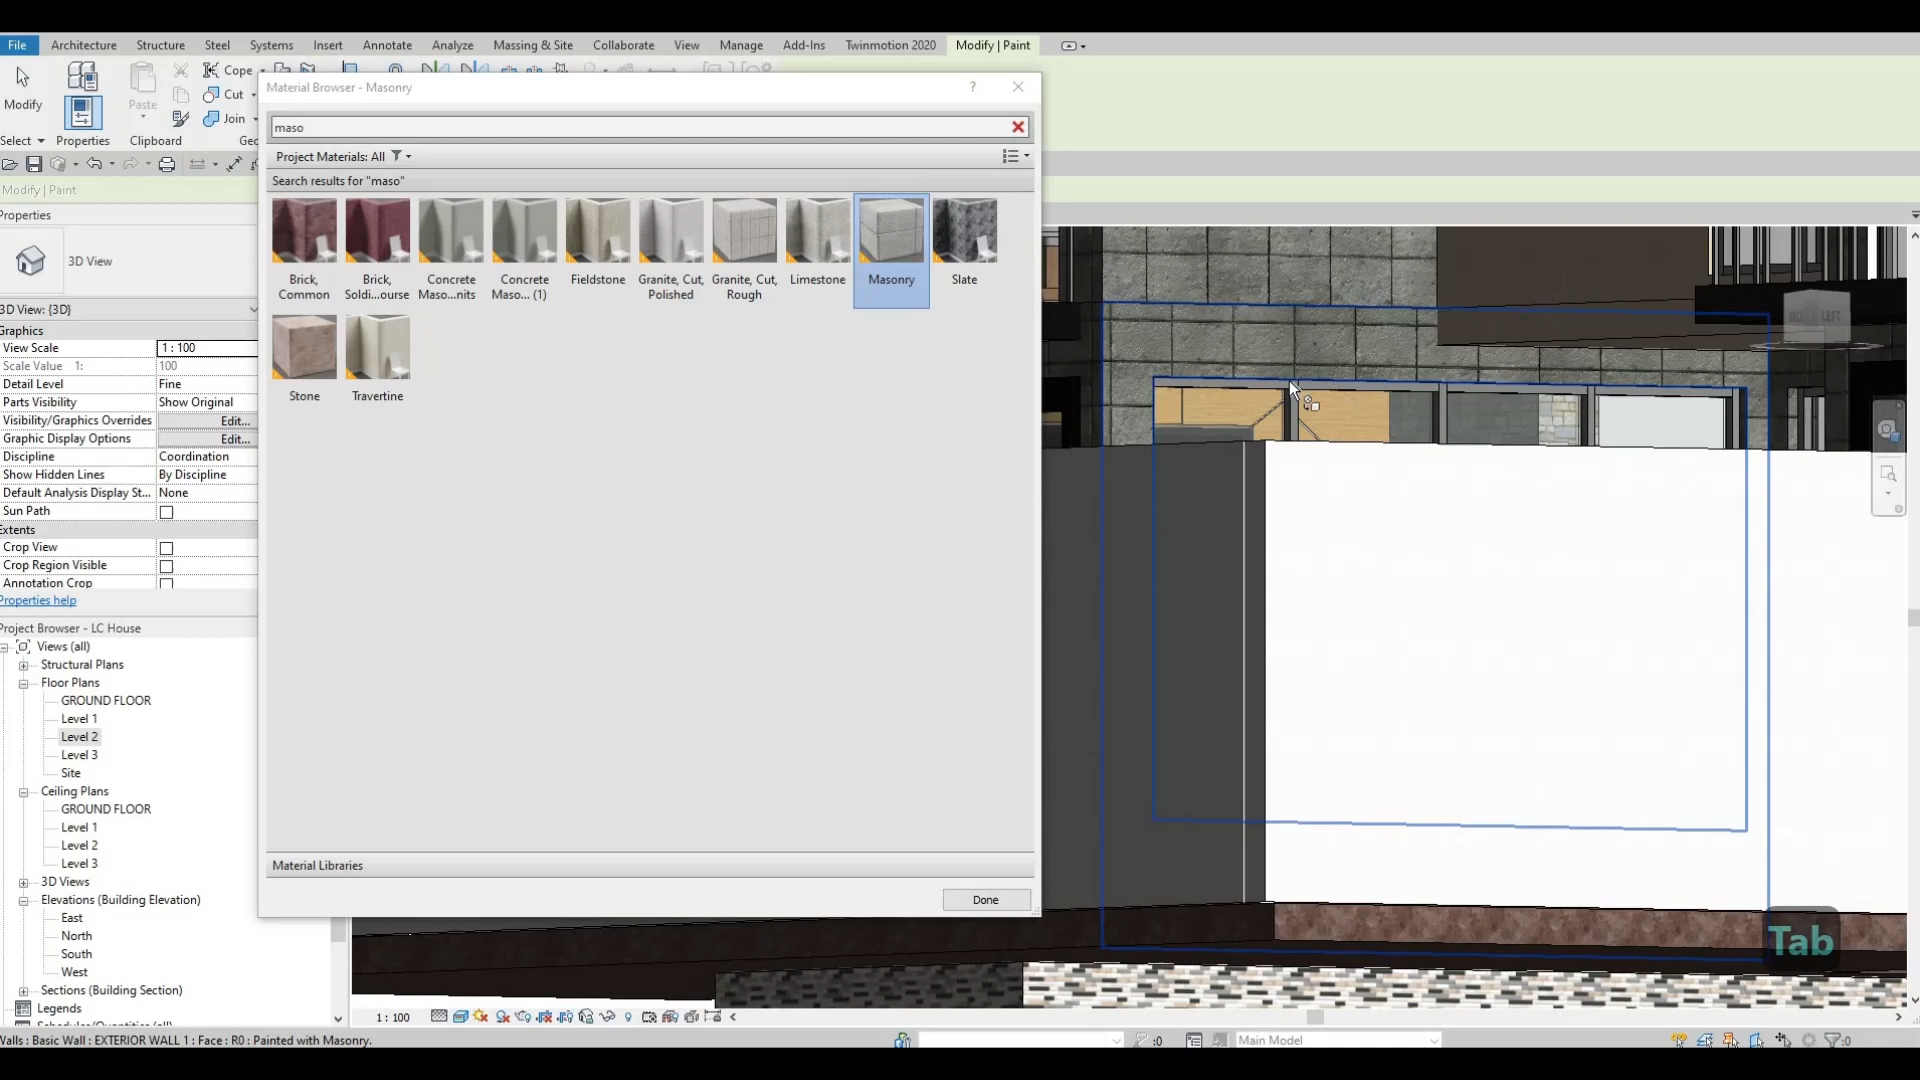 File Architecture Structure Steel Systems Insert Annotate Analyze Massing & Site Collaborate View Manage Add-Ins Twinmotion 2020 Modify | Paint
Modify
Select
Properties
Paste
Clipboard
Cope
Cut
Join
Geo
Modify | Paint
Properties
3D View
3D View: {3D}
Graphics
View Scale 1 : 100
Scale Value 1: 100
Detail Level Fine
Parts Visibility Show Original
Visibility/Graphics Overrides Edit...
Graphic Display Options Edit...
Discipline Coordination
Show Hidden Lines By Discipline
Default Analysis Display St... None
Sun Path
Extents
Crop View
Crop Region Visible
Annotation Crop
Properties help
Project Browser - LC House
Views (all)
Structural Plans
Floor Plans
GROUND FLOOR
Level 1
Level 2
Level 3
Site
Ceiling Plans
GROUND FLOOR
Level 1
Level 2
Level 3
3D Views
Elevations (Building Elevation)
East
North
South
West
Sections (Building Section)
Legends
Material Browser - Masonry
?
maso
Project Materials: All
Search results for "maso"
Brick, Common
Brick, Soldi...ourse
Concrete Maso...nits
Concrete Maso... (1)
Fieldstone
Granite, Cut, Polished
Granite, Cut, Rough
Limestone
Masonry
Slate
Stone
Travertine
Material Libraries
Done
LEFT
Tab
1 : 100
Walls : Basic Wall : EXTERIOR WALL 1 : Face : R0 : Painted with Masonry.
:0
Main Model
:0